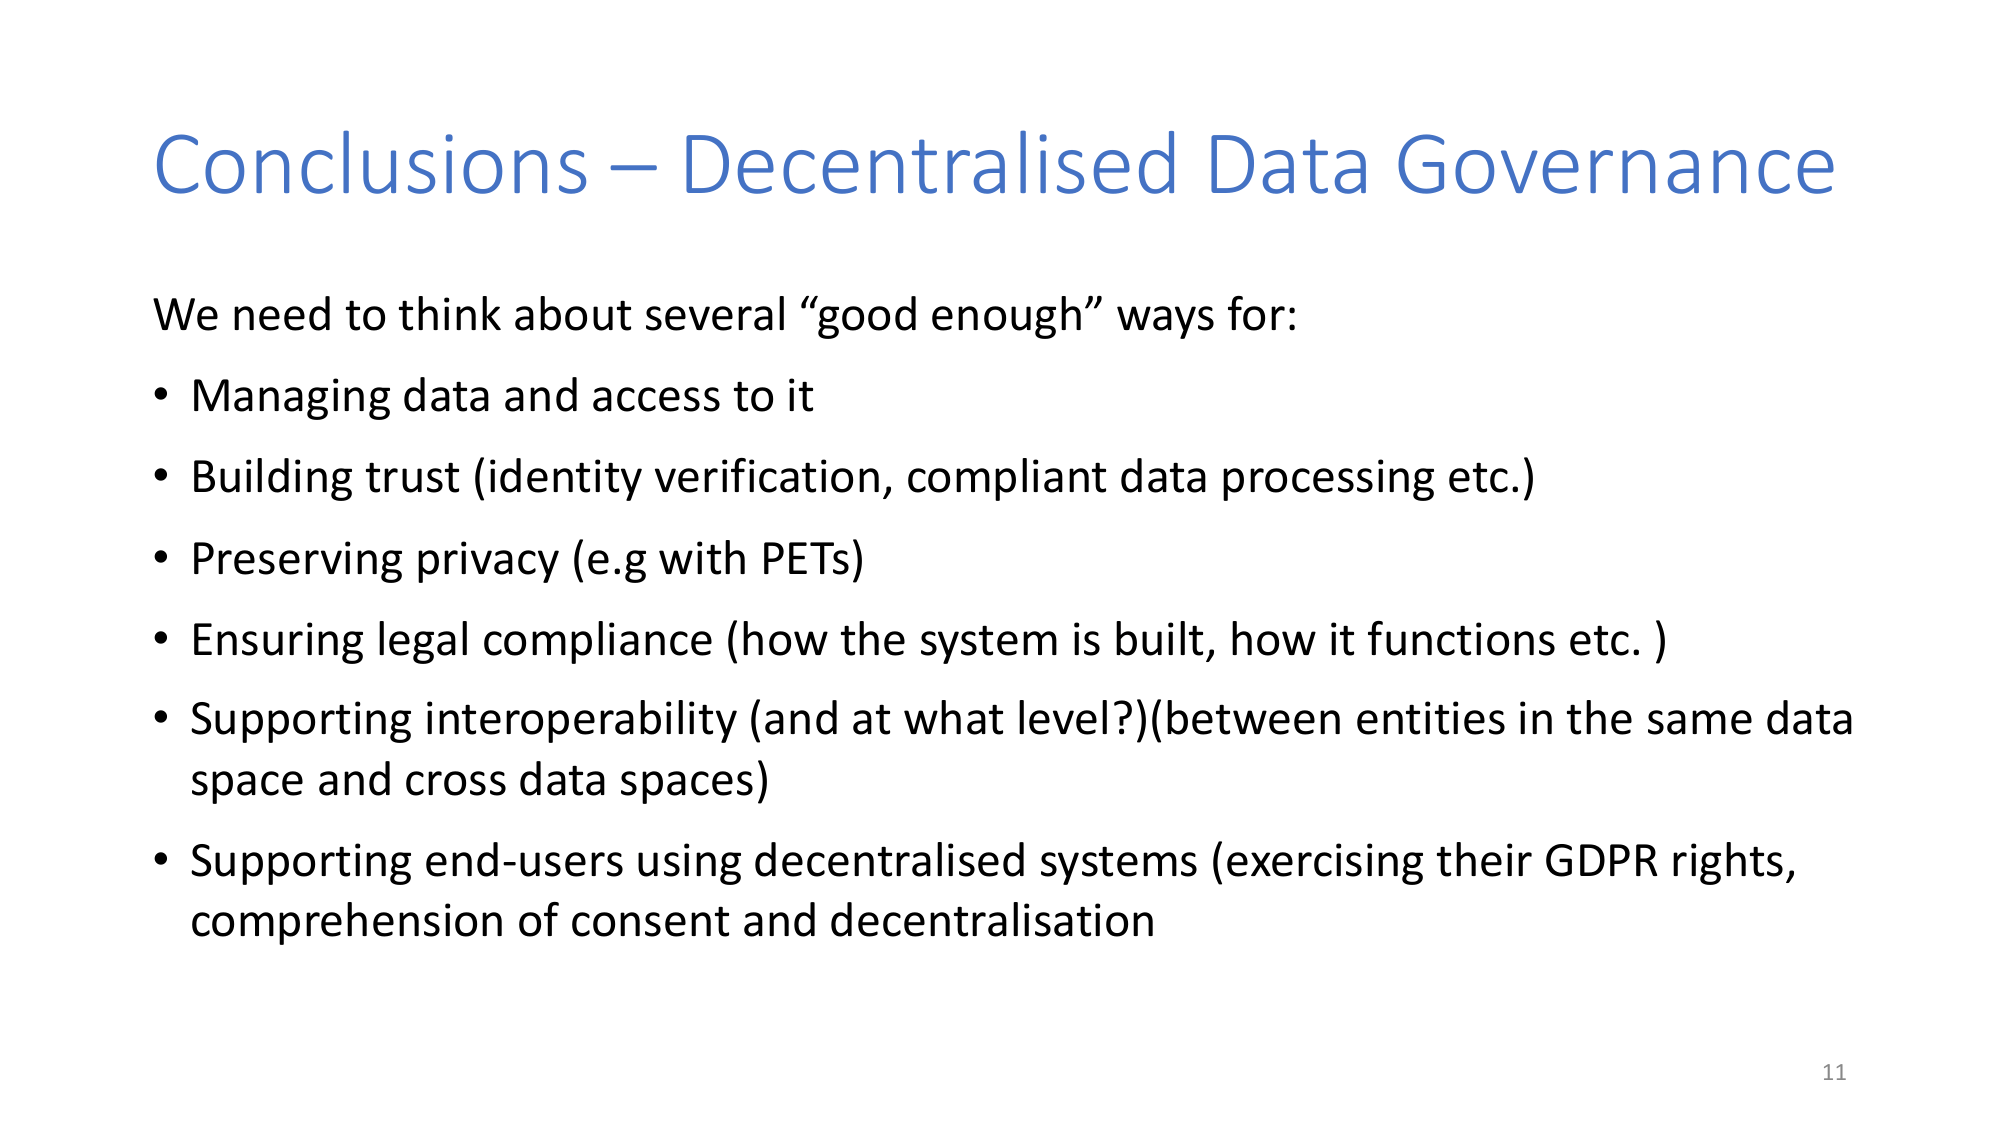 Conclusions – Decentralised Data Governance
We need to think about several “good enough” ways for:
• Managing data and access to it
• Building trust (identity verification, compliant data processing etc.)
• Preserving privacy (e.g with PETs)
• Ensuring legal compliance (how the system is built, how it functions etc. )
• Supporting interoperability (and at what level?)(between entities in the same data
space and cross data spaces)
• Supporting end-users using decentralised systems (exercising their GDPR rights,
comprehension of consent and decentralisation
11